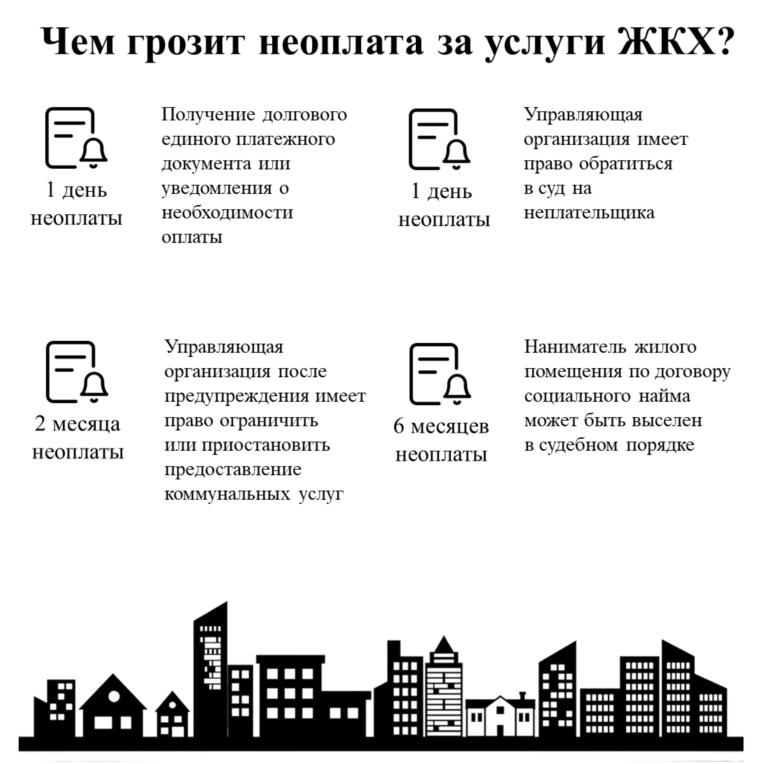 Чем грозит неоплата за услуги ЖКХ?
1 день
неоплаты
Получение долгового
единого платежного
документа или
уведомления о
необходимости
оплаты
1 день
неоплаты
Управляющая
организация имеет
право обратиться
в суд на
неплательщика
2 месяца
неоплаты
Управляющая
организация после
предупреждения имеет
право ограничить
или приостановить
предоставление
коммунальных услуг
6 месяцев
неоплаты
Наниматель жилого
помещения по договору
социального найма
может быть выселен
в судебном порядке